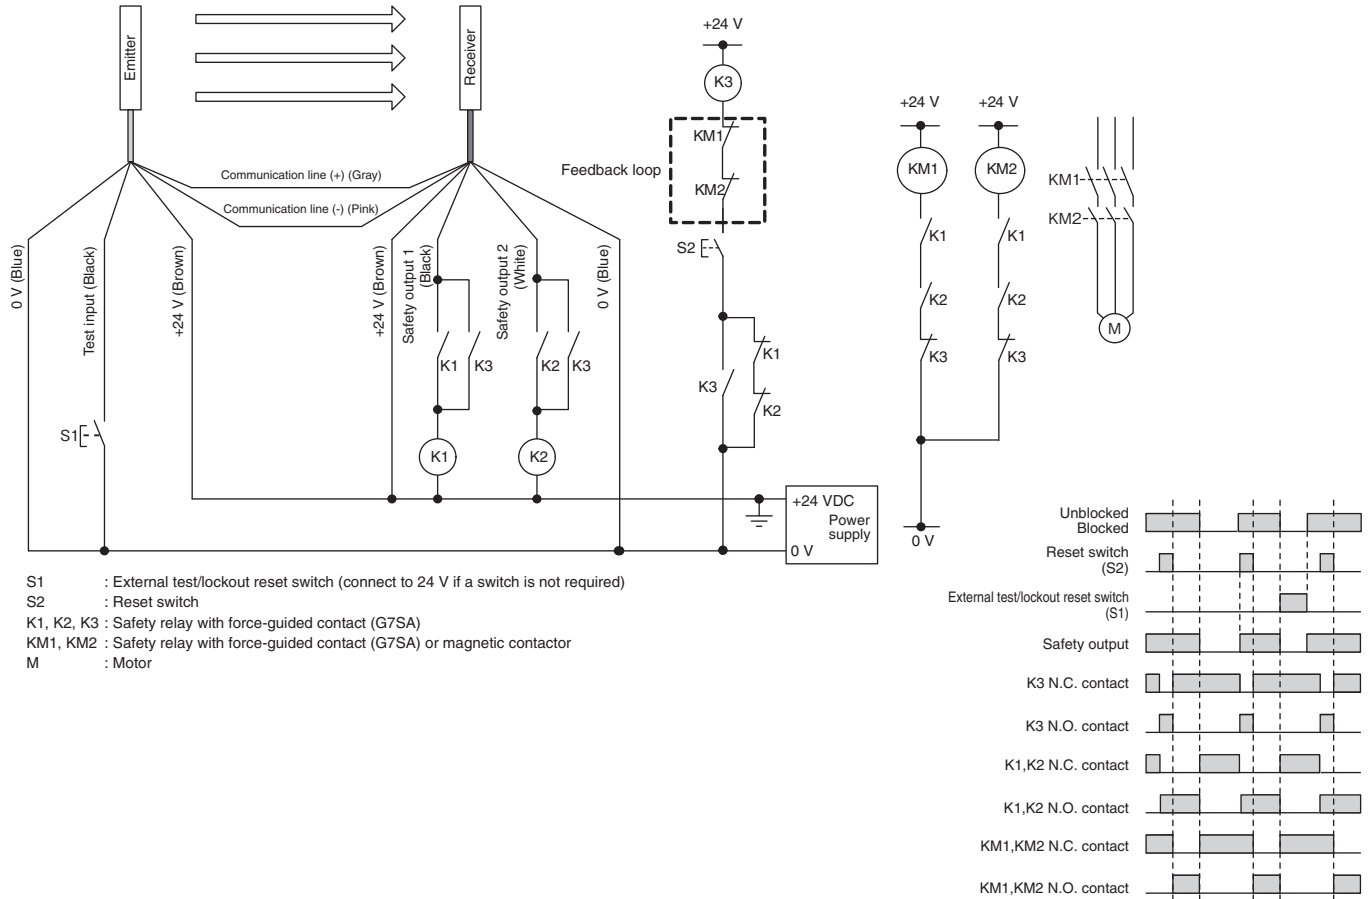 Emitter
Receiver
Communication line (+) (Gray)
Communication line (-) (Pink)
0 V (Blue)
Test input (Black)
+24 V (Brown)
+24 V (Brown)
Safety output 1
(Black)
Safety output 2
(White)
0 V (Blue)
S1
K1
K3
K2
K3
K1
K2
+24 V
K3
Feedback loop
KM1
KM2
S2
K3
K1
K2
+24 VDC
Power
supply
0 V
+24 V
+24 V
KM1
KM2
K1
K1
K2
K2
K3
K3
0 V
KM1
KM2
M
S1 : External test/lockout reset switch (connect to 24 V if a switch is not required)
S2 : Reset switch
K1, K2, K3 : Safety relay with force-guided contact (G7SA)
KM1, KM2 : Safety relay with force-guided contact (G7SA) or magnetic contactor
M : Motor
Unblocked
Blocked
Reset switch
(S2)
External test/lockout reset switch
(S1)
Safety output
K3 N.C. contact
K3 N.O. contact
K1,K2 N.C. contact
K1,K2 N.O. contact
KM1,KM2 N.C. contact
KM1,KM2 N.O. contact